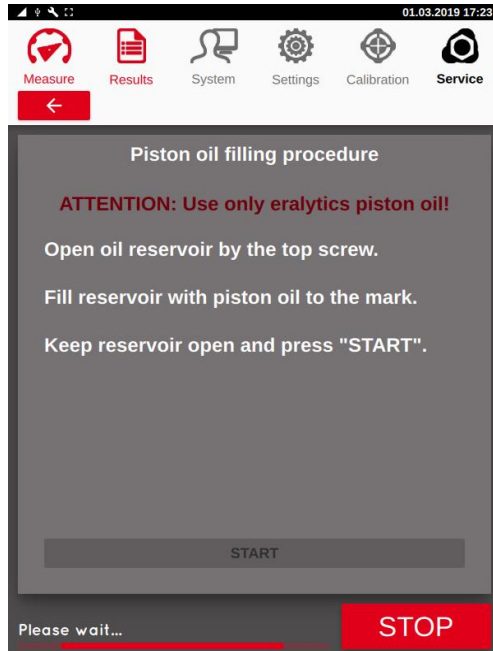 01.03.2019 17:23
Measure Results System Settings Calibration Service
Piston oil filling procedure
ATTENTION: Use only eralytics piston oil!
Open oil reservoir by the top screw.
Fill reservoir with piston oil to the mark.
Keep reservoir open and press "START".
START
Please wait...
STOP